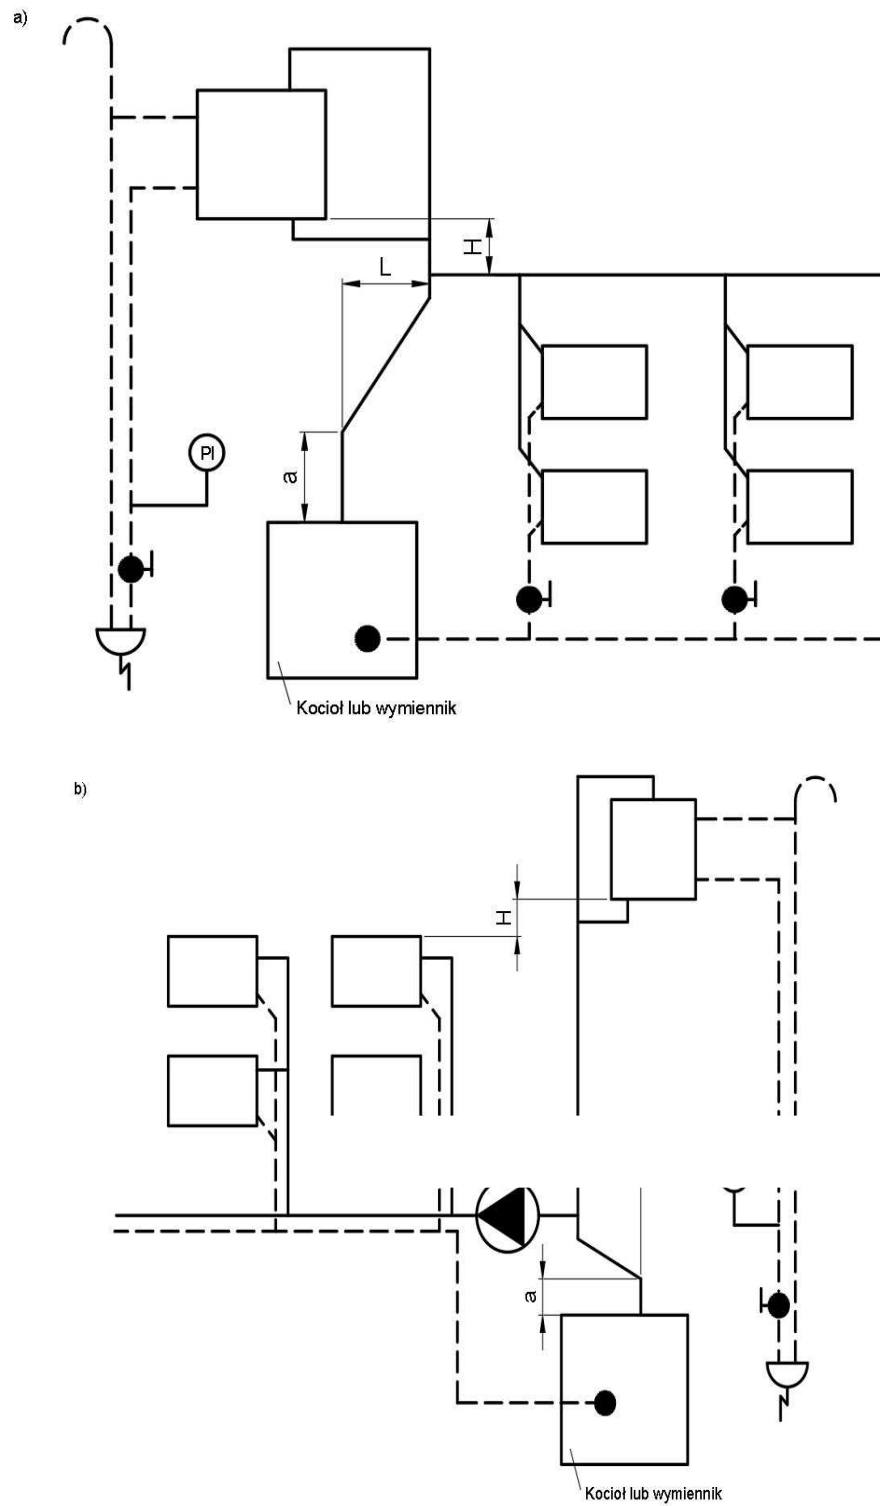 a)
H
L
PI
a
Kocioł lub wymiennik
b)
H
a
Kocioł lub wymiennik